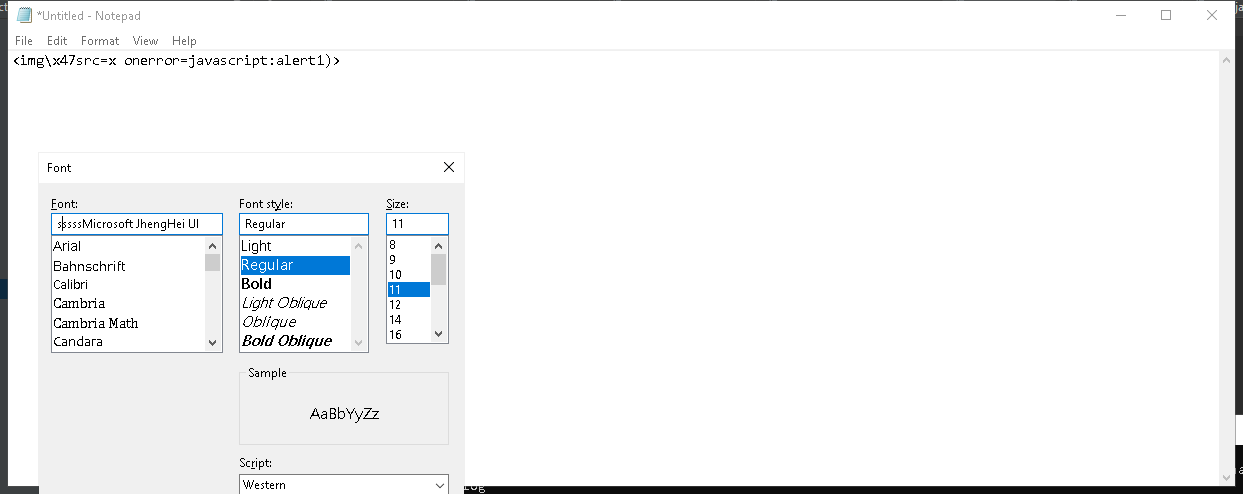 *Untitled - Notepad
File Edit Format View Help
<img\x47src=x onerror=javascript:alert1)>
Font
Font: Font style: Size:
sssssMicrosoft JhengHei UI Regular 11
Arial Light 8
Bahnschrift Regular 9
Calibri Bold 10
Cambria Light Oblique 11
Cambria Math Oblique 12
Candara Bold Oblique 14
16
Sample
AaBbYyZz
Script:
Western